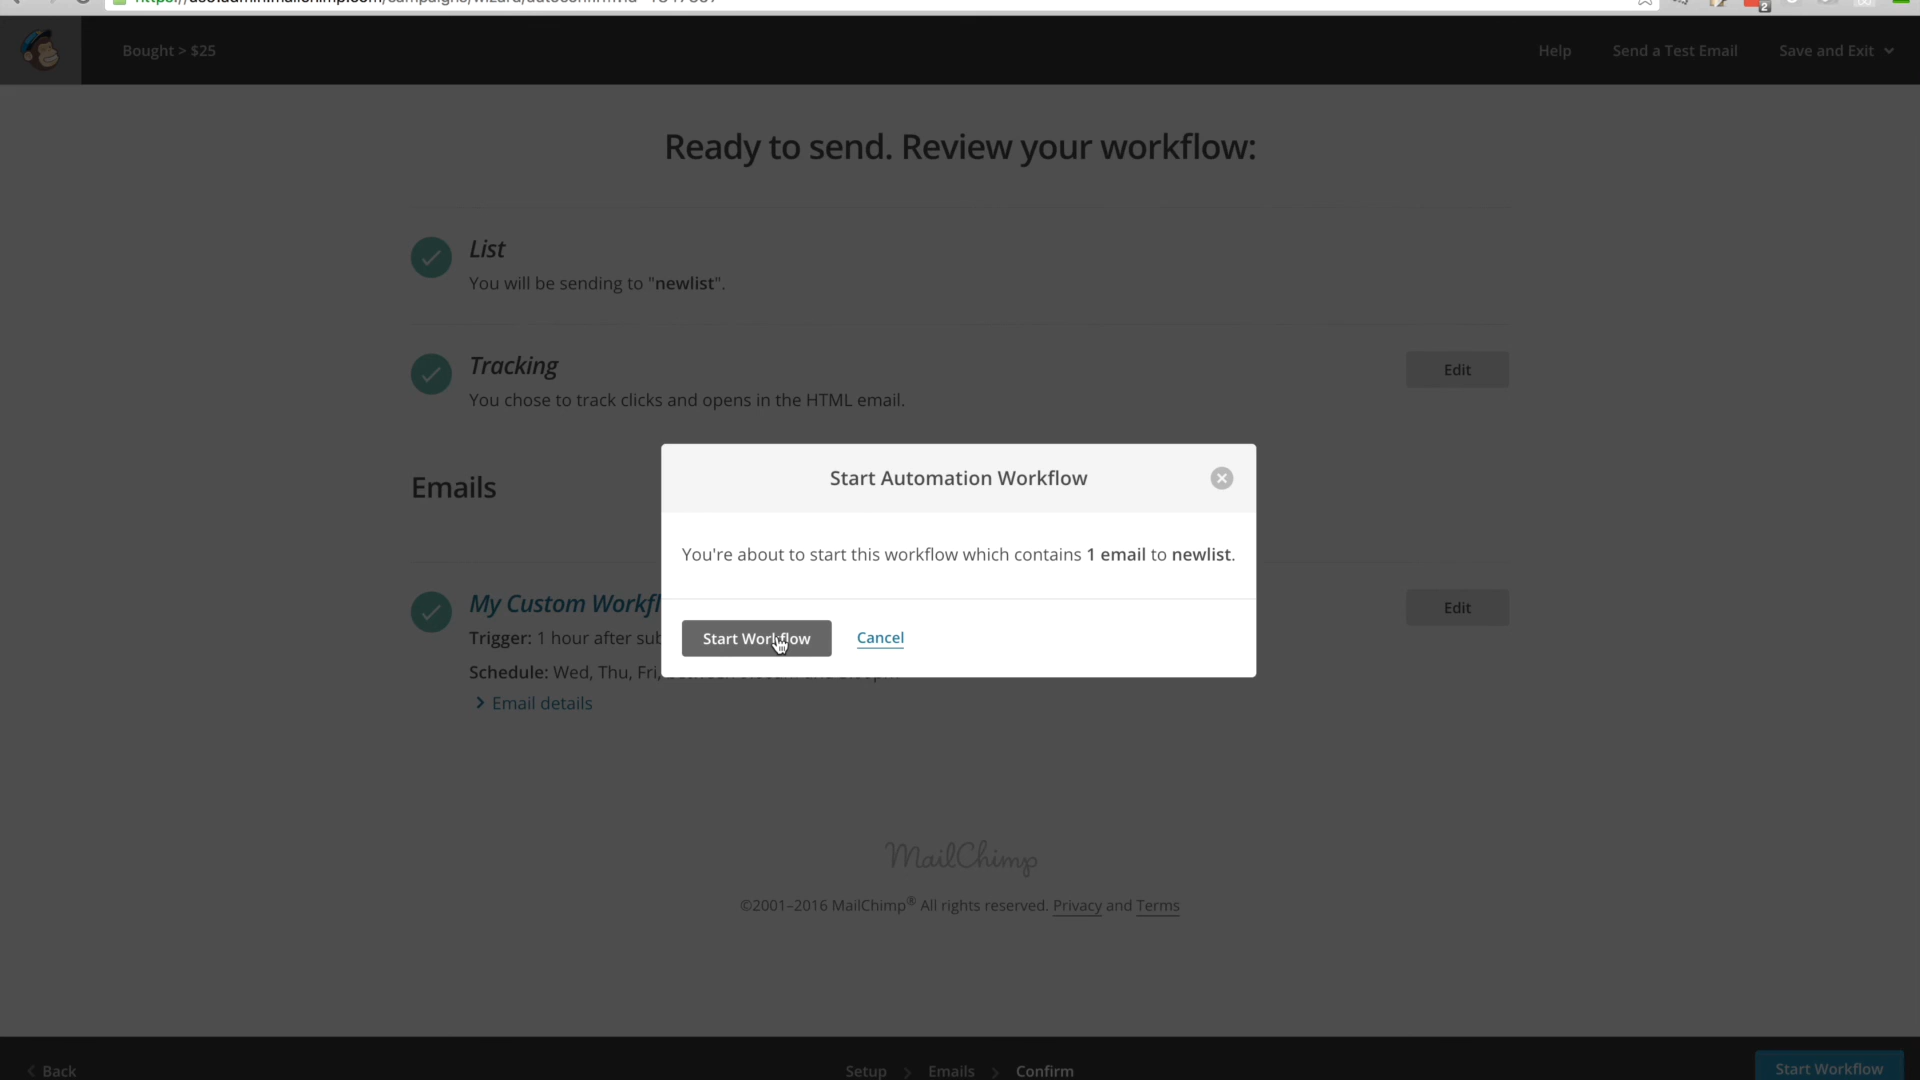 Bought > $25
Help
Send a Test Email
Save and Exit
Ready to send. Review your workflow:
List
You will be sending to "newlist".
Tracking
Edit
You chose to track clicks and opens in the HTML email.
Start Automation Workflow
Emails
You're about to start this workflow which contains 1 email to newlist.
My Custom Workfl
Edit
Trigger: 1 hour after sub
Start Workflow
Cancel
Schedule: Wed, Thu, Fri,
> Email details
MailChimp
©2001–2016 MailChimp® All rights reserved. Privacy and Terms
Back
Setup > Emails > Confirm
Start Workflow